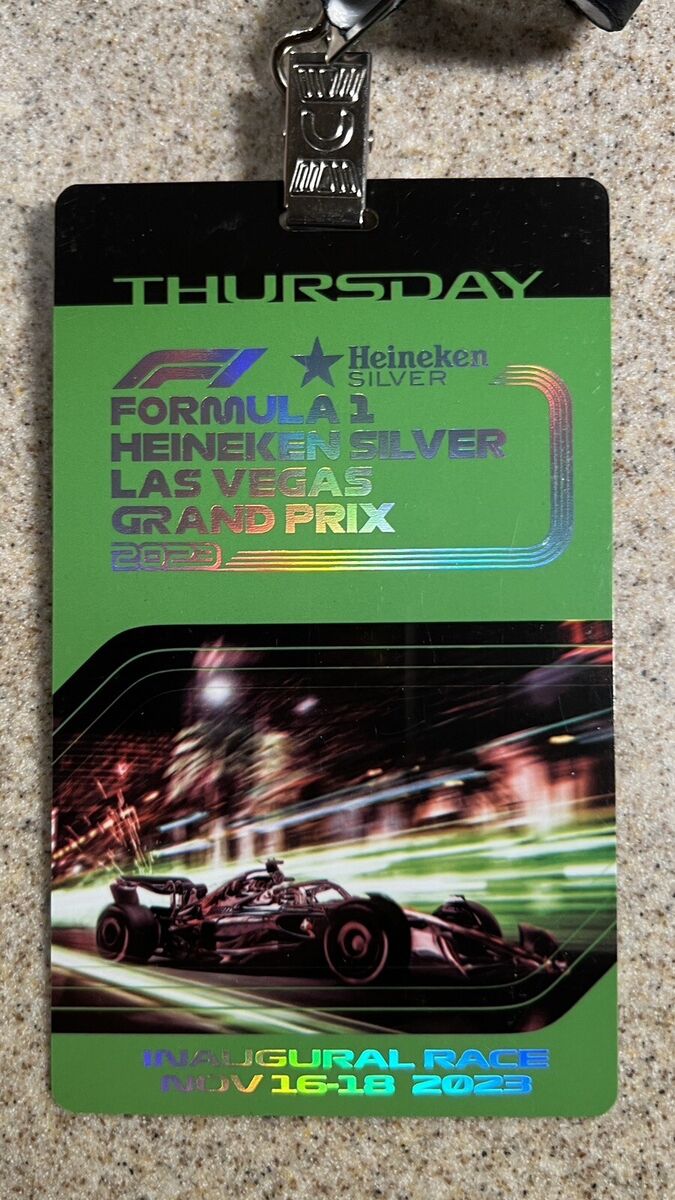 THURSDAY
F1 Heineken
SILVER
FORMULA 1
HEINEKEN SILVER
LAS VEGAS
GRAND PRIX
2023
INAUGURAL RACE
NOV 16-18 2023